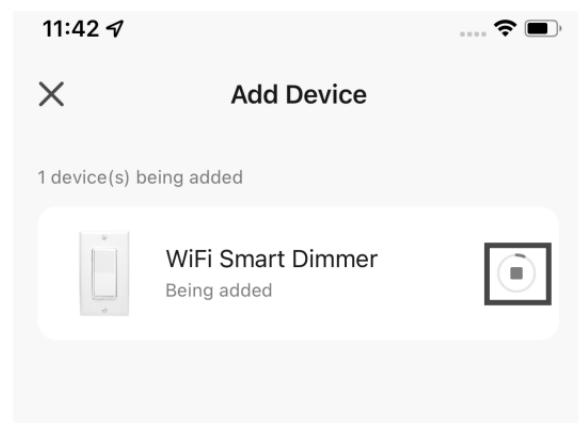 11:42
Add Device
1 device(s) being added
WiFi Smart Dimmer
Being added